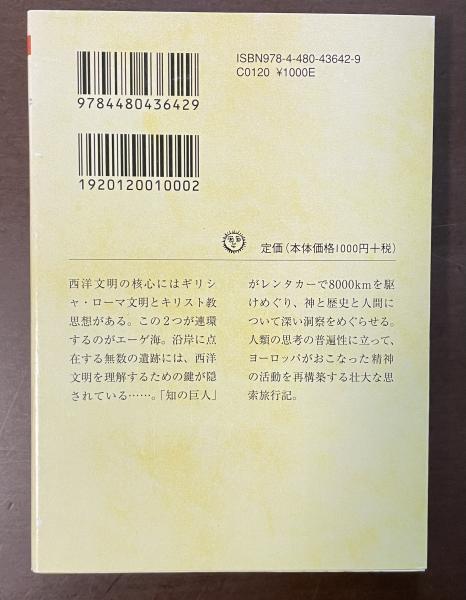 ISBN978-4-480-43642-9
C0120 ¥1000E
9784480436429
1920120010002
定価(本体価格1000円+税)
西洋文明の核心にはギリシ
ャ・ローマ文明とキリスト教
思想がある。この2つが連環
するのがエーゲ海。沿岸に点
在する無数の遺跡には、西洋
文明を理解するための鍵が隠
されている……。「知の巨人」
がレンタカーで8000kmを駆
けめぐり、神と歴史と人間に
ついて深い洞察をめぐらせる。
人類の思考の普遍性に立って、
ヨーロッパがおこなった精神
の活動を再構築する壮大な思
索旅行記。